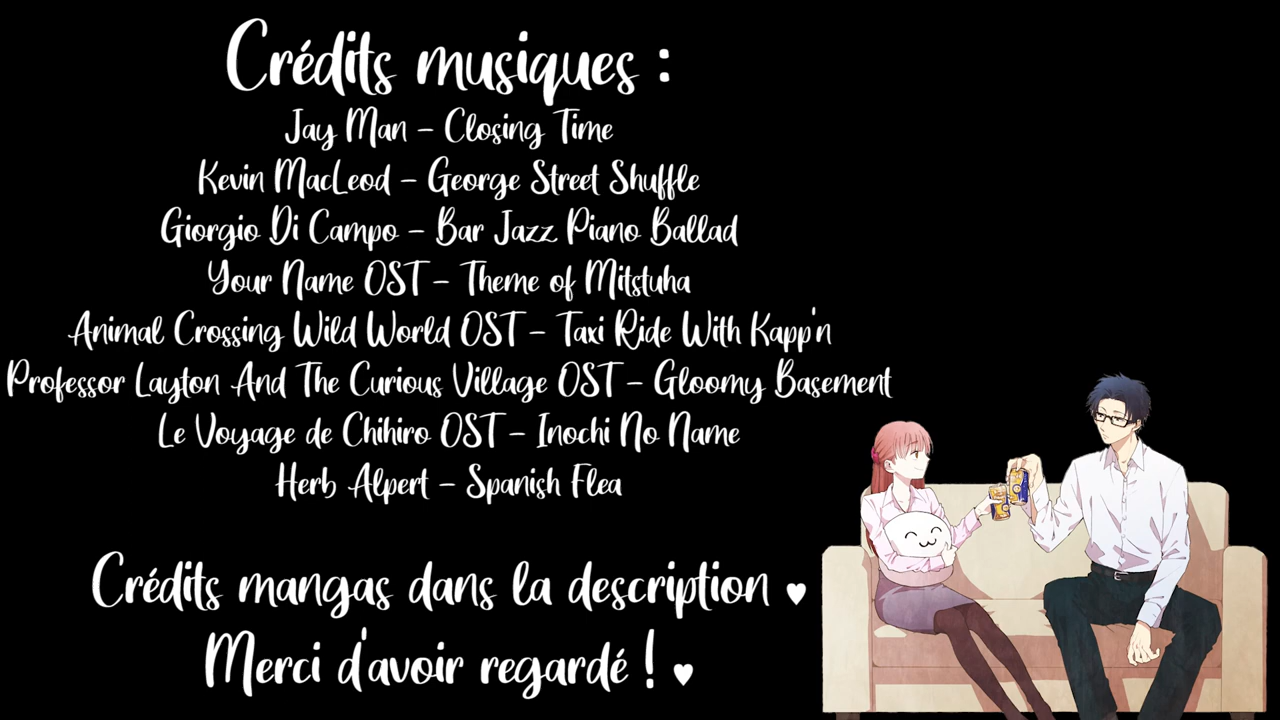 Crédits musiques :
Jay Man - Closing Time
Kevin MacLeod - George Street Shuffle
Giorgio Di Campo - Bar Jazz Piano Ballad
Your Name OST - Theme of Mitstuha
Animal Crossing Wild World OST - Taxi Ride With Kapp'n
Professor Layton And The Curious Village OST - Gloomy Basement
Le Voyage de Chihiro OST - Inochi No Name
Herb Alpert - Spanish Flea
Crédits mangas dans la description ♥
Merci d'avoir regardé ! ♥